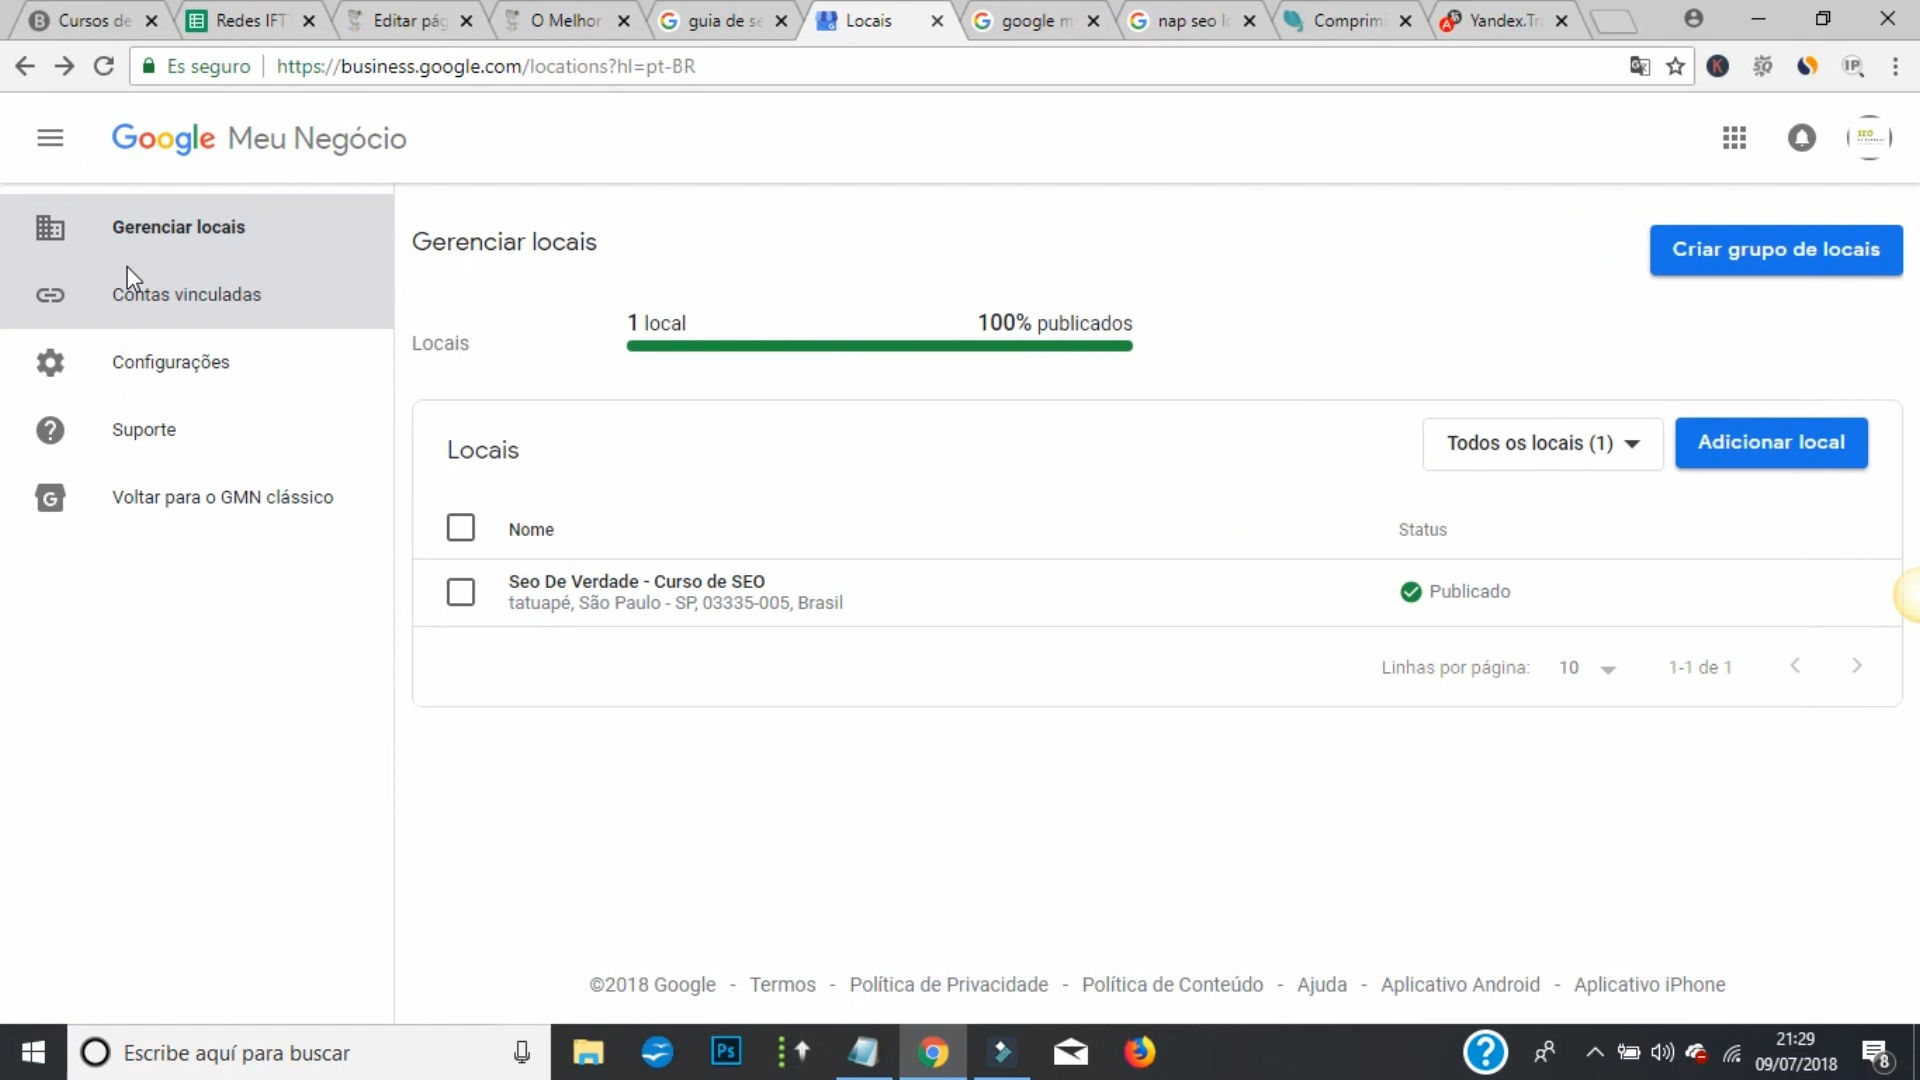 Cursos de
Redes IFT
Editar pág
O Melhor
guia de se
Locais
google m
nap seo lo
Comprimi
Yandex.Tr
Es seguro
https://business.google.com/locations?hl=pt-BR
Google Meu Negócio
Gerenciar locais
Contas vinculadas
Configurações
Suporte
Voltar para o GMN clássico
Gerenciar locais
Criar grupo de locais
Locais
1 local
100% publicados
Locais
Todos os locais (1)
Adicionar local
Nome
Status
Seo De Verdade - Curso de SEO
tatuapé, São Paulo - SP, 03335-005, Brasil
Publicado
Linhas por página:
10
1-1 de 1
©2018 Google - Termos - Política de Privacidade - Política de Conteúdo - Ajuda - Aplicativo Android - Aplicativo iPhone
Escribe aquí para buscar
Ps
21:29
09/07/2018
8